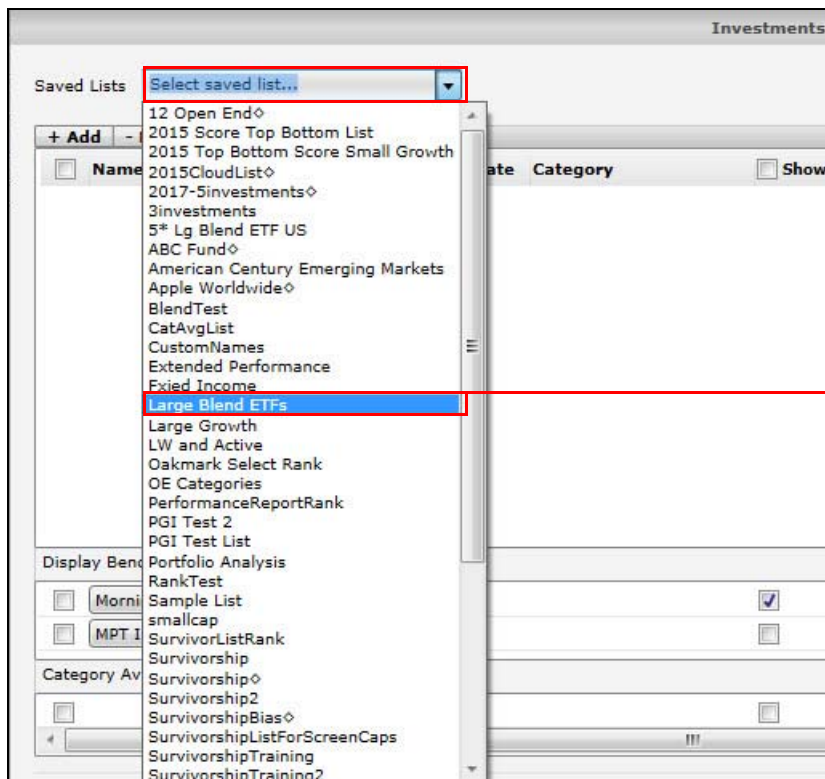 Investments
Saved Lists Select saved list...
12 Open End◇
+ Add -
2015 Score Top Bottom List
2015 Top Bottom Score Small Growth
Name ate Category Show
2015CloudList◇
2017-5investments◇
3investments
5* Lg Blend ETF US
ABC Fund◇
American Century Emerging Markets
Apple Worldwide◇
BlendTest
CatAvgList
CustomNames
Extended Performance
Fxied Income
Large Blend ETFs
Large Growth
LW and Active
Oakmark Select Rank
OE Categories
PerformanceReportRank
PGI Test 2
PGI Test List
Display Benc Portfolio Analysis
RankTest
Morni Sample List
smallcap
MPT I SurvivorListRank
Survivorship
Category Av Survivorship◇
Survivorship2
SurvivorshipBias◇
SurvivorshipListForScreenCaps
SurvivorshipTraining
SurvivorshipTraining2